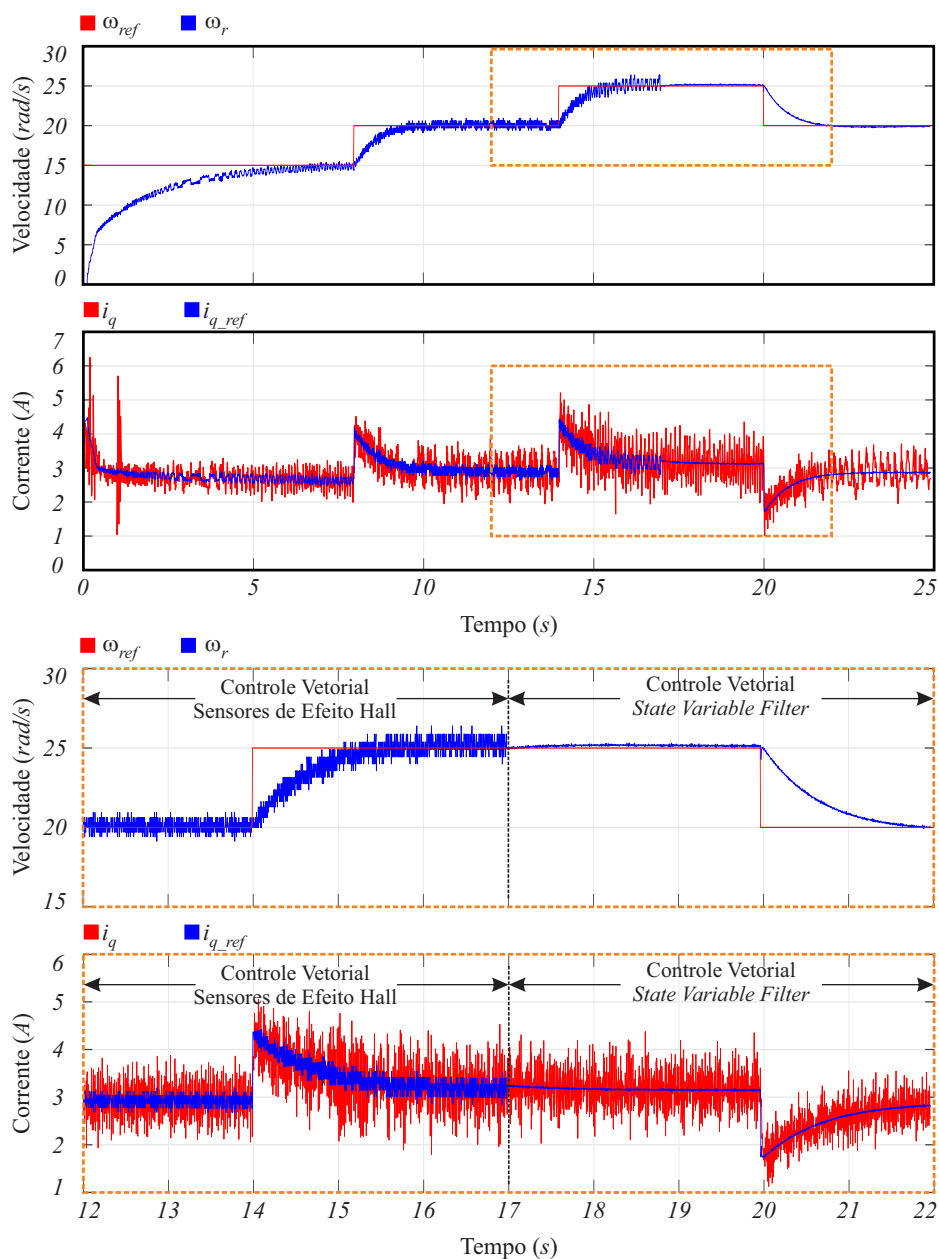 ω_ref ω_r
Velocidade (rad/s)
30
25
20
15
10
5
0
i_q i_q_ref
Corrente (A)
7
6
5
4
3
2
1
0
0 5 10 15 20 25
Tempo (s)
ω_ref ω_r
Velocidade (rad/s)
30
25
20
15
Controle Vetorial
Sensores de Efeito Hall
Controle Vetorial
State Variable Filter
i_q i_q_ref
Corrente (A)
6
5
4
3
2
1
Controle Vetorial
Sensores de Efeito Hall
Controle Vetorial
State Variable Filter
12 13 14 15 16 17 18 19 20 21 22
Tempo (s)